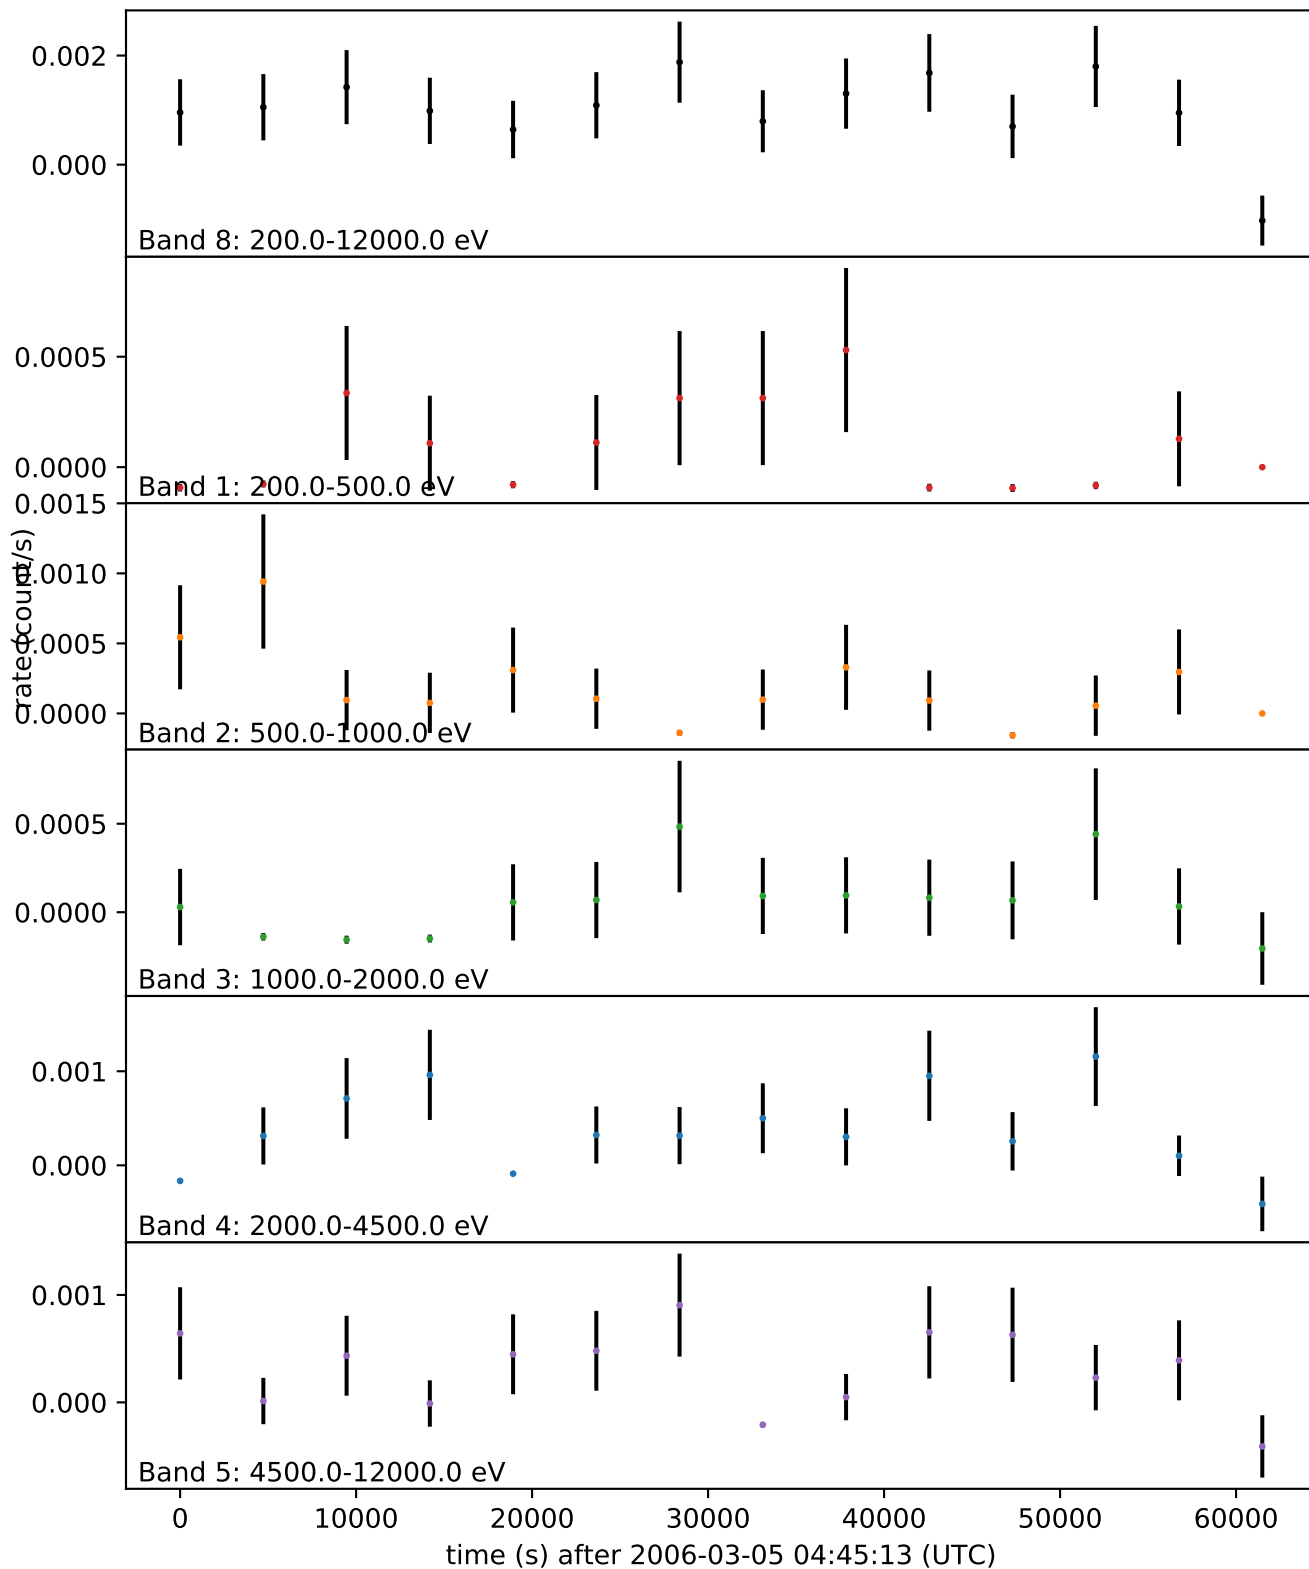 0.002
0.000
Band 8: 200.0-12000.0 eV
0.0005
0.0000
Band 1: 200.0-500.0 eV
0.0015
0.0010
0.0005
0.0000
rate (count/s)
Band 2: 500.0-1000.0 eV
0.0005
0.0000
Band 3: 1000.0-2000.0 eV
0.001
0.000
Band 4: 2000.0-4500.0 eV
0.001
0.000
Band 5: 4500.0-12000.0 eV
0 10000 20000 30000 40000 50000 60000
time (s) after 2006-03-05 04:45:13 (UTC)